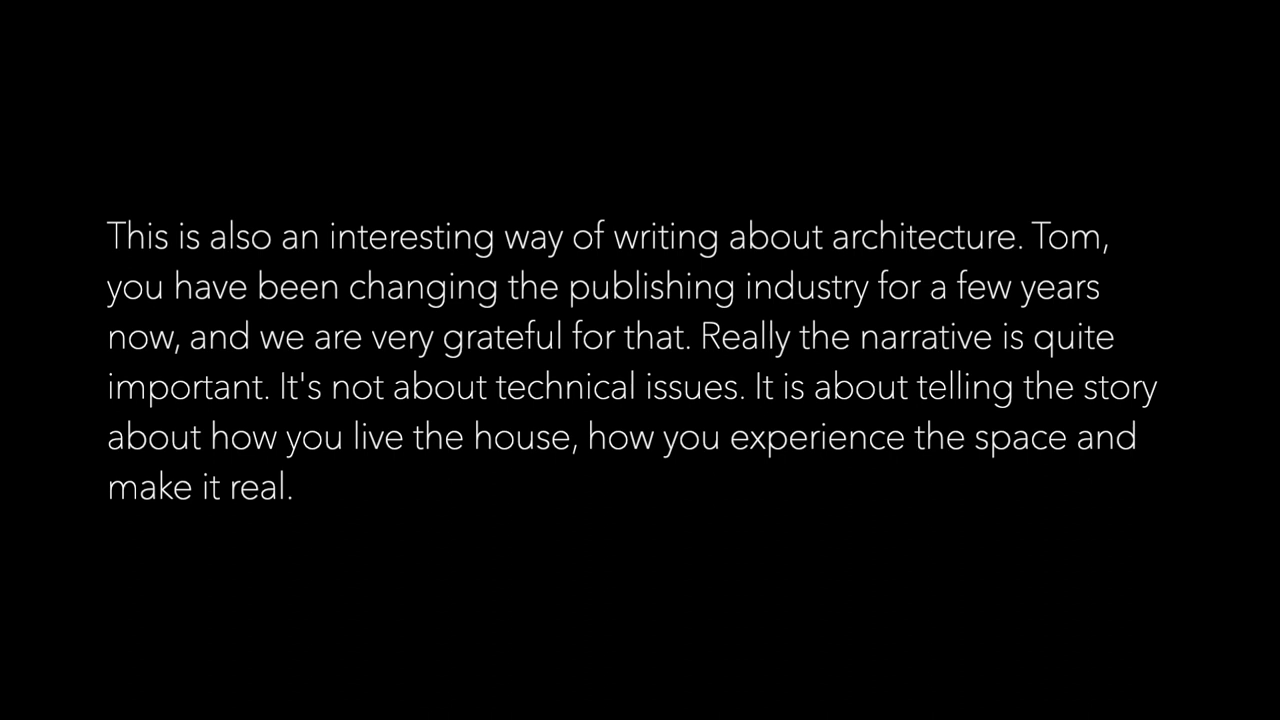 This is also an interesting way of writing about architecture. Tom,
you have been changing the publishing industry for a few years
now, and we are very grateful for that. Really the narrative is quite
important. It's not about technical issues. It is about telling the story
about how you live the house, how you experience the space and
make it real.